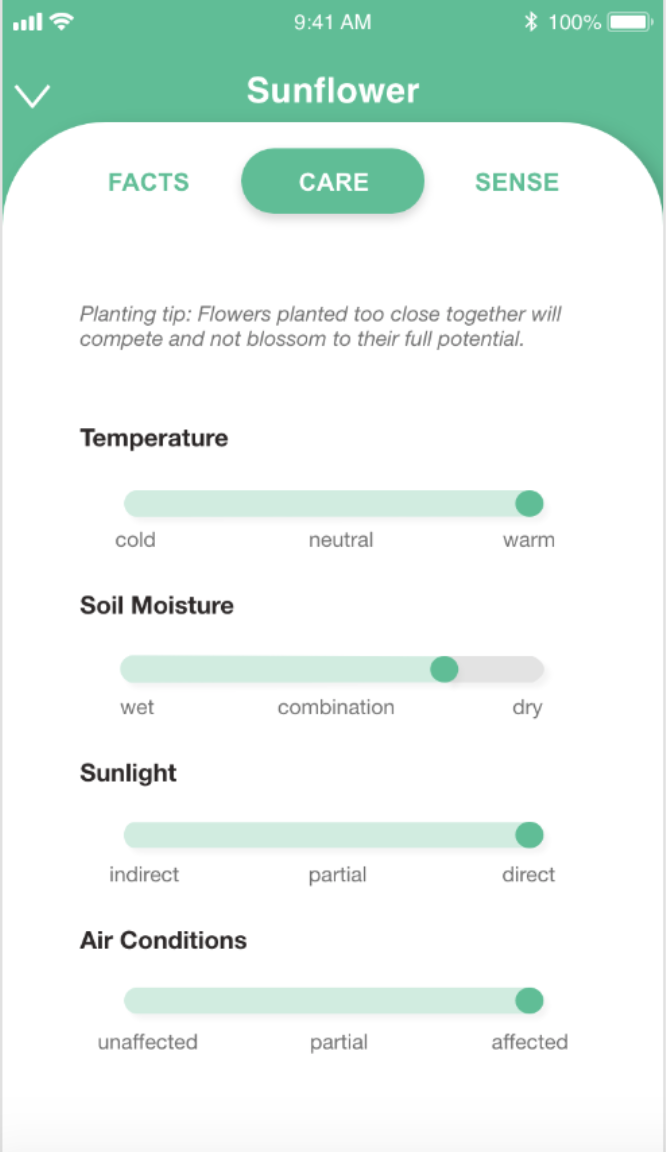 9:41 AM 100%
Sunflower
FACTS CARE SENSE
Planting tip: Flowers planted too close together will
compete and not blossom to their full potential.
Temperature
cold neutral warm
Soil Moisture
wet combination dry
Sunlight
indirect partial direct
Air Conditions
unaffected partial affected